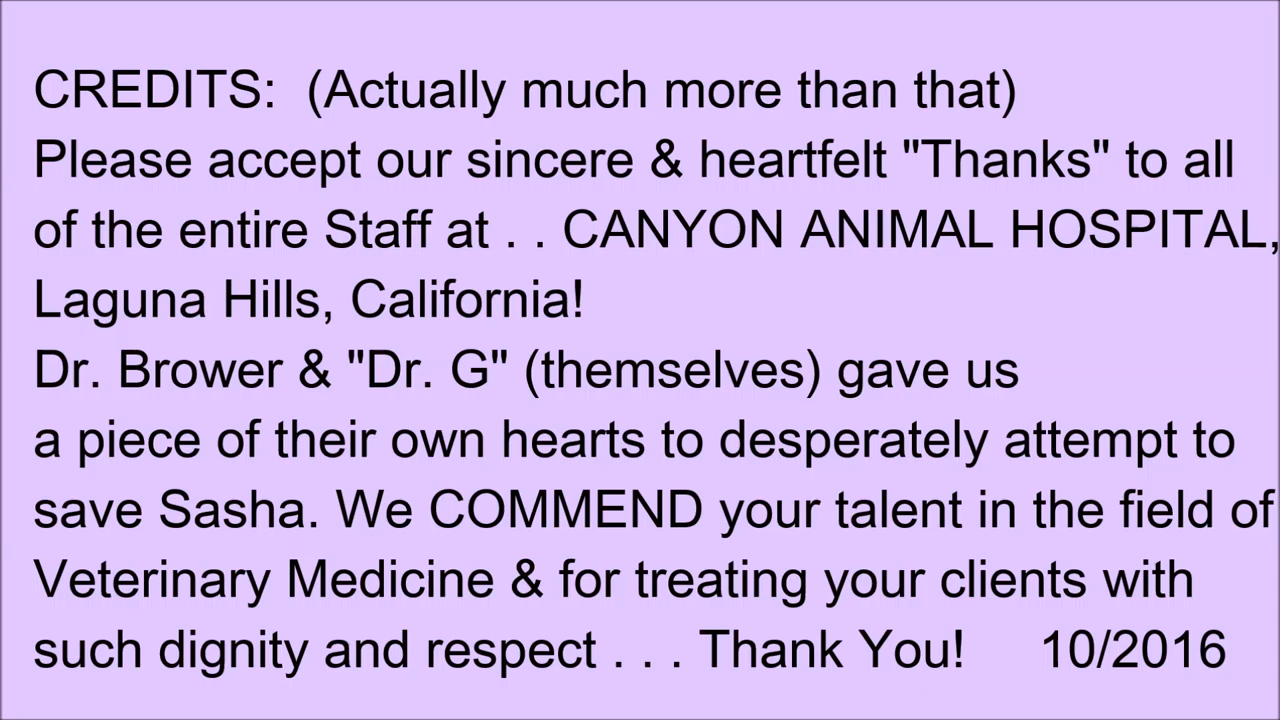 CREDITS:  (Actually much more than that)
Please accept our sincere & heartfelt "Thanks" to all
of the entire Staff at . . CANYON ANIMAL HOSPITAL,
Laguna Hills, California!
Dr. Brower & "Dr. G" (themselves) gave us
a piece of their own hearts to desperately attempt to
save Sasha. We COMMEND your talent in the field of
Veterinary Medicine & for treating your clients with
such dignity and respect . . . Thank You!     10/2016